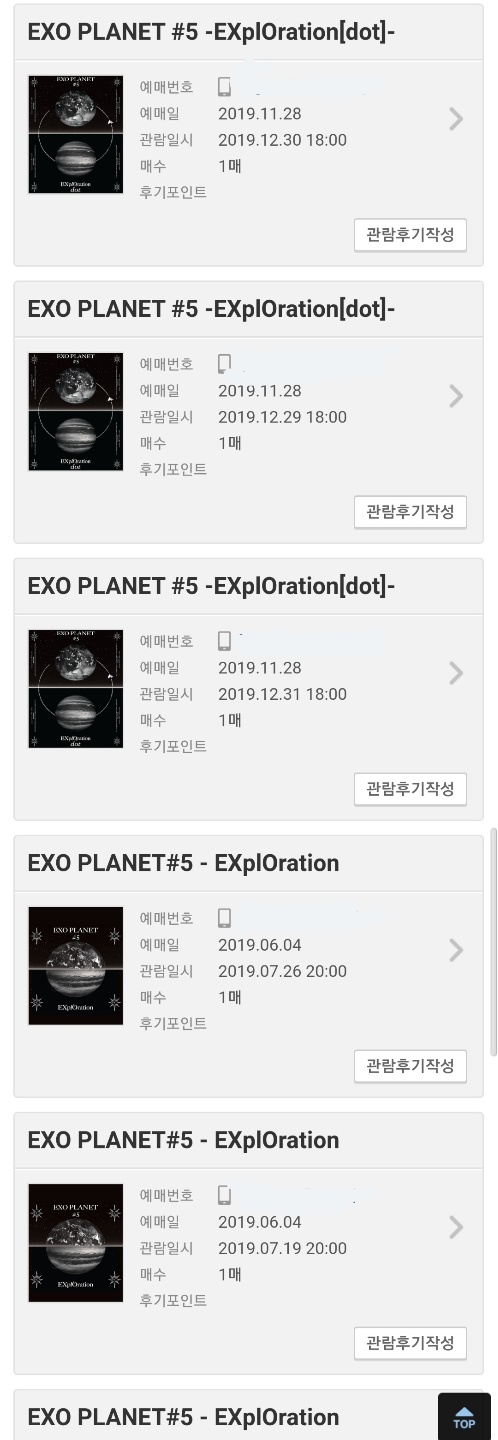 EXO PLANET #5 -EXplOration[dot]-
EXO PLANET
#5
EXplOration
dot
예매번호
예매일 2019.11.28
관람일시 2019.12.30 18:00
매수 1매
후기포인트
관람후기작성
EXO PLANET #5 -EXplOration[dot]-
EXO PLANET
#5
EXplOration
dot
예매번호
예매일 2019.11.28
관람일시 2019.12.29 18:00
매수 1매
후기포인트
관람후기작성
EXO PLANET #5 -EXplOration[dot]-
EXO PLANET
#5
EXplOration
dot
예매번호
예매일 2019.11.28
관람일시 2019.12.31 18:00
매수 1매
후기포인트
관람후기작성
EXO PLANET#5 - EXplOration
EXO PLANET
#5
EXplOration
예매번호
예매일 2019.06.04
관람일시 2019.07.26 20:00
매수 1매
후기포인트
관람후기작성
EXO PLANET#5 - EXplOration
EXO PLANET
#5
EXplOration
예매번호
예매일 2019.06.04
관람일시 2019.07.19 20:00
매수 1매
후기포인트
관람후기작성
EXO PLANET#5 - EXplOration
TOP